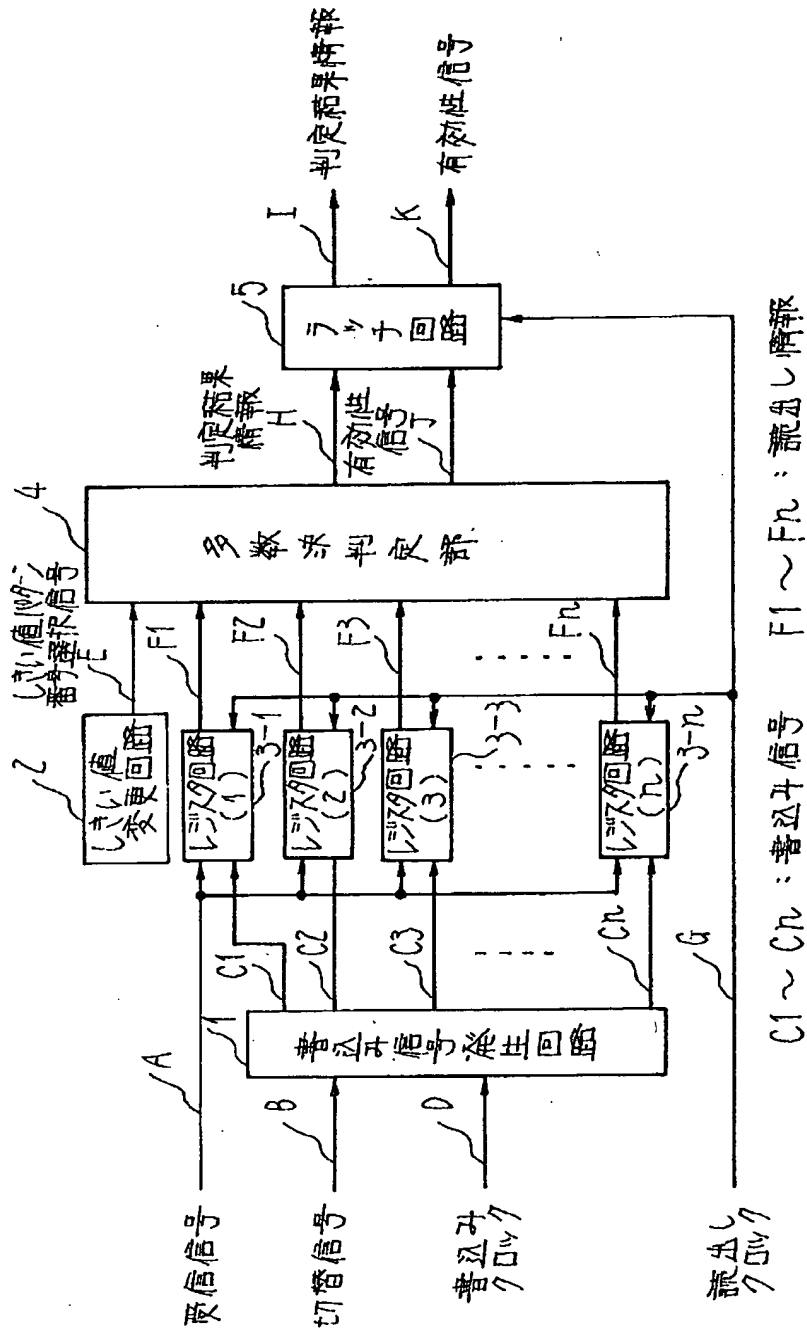 受信信号
A
切替信号
B
書込み
クロック
D
読出し
クロック
G
1
書込み信号発生回路
C1
C2
C3
Cn
2
しきい値
変更回路
しきい値パターン
番号選択信号
E
レジスタ回路
(1)
3-1
レジスタ回路
(2)
3-2
レジスタ回路
(3)
3-3
レジスタ回路
(n)
3-n
F1
F2
F3
Fn
4
多数決判定部
判定結果
情報
H
有効性
信号
J
5
ラッチ回路
I
判定結果情報
K
有効性信号
C1～Cn：書込み信号 F1～Fn：読出し情報